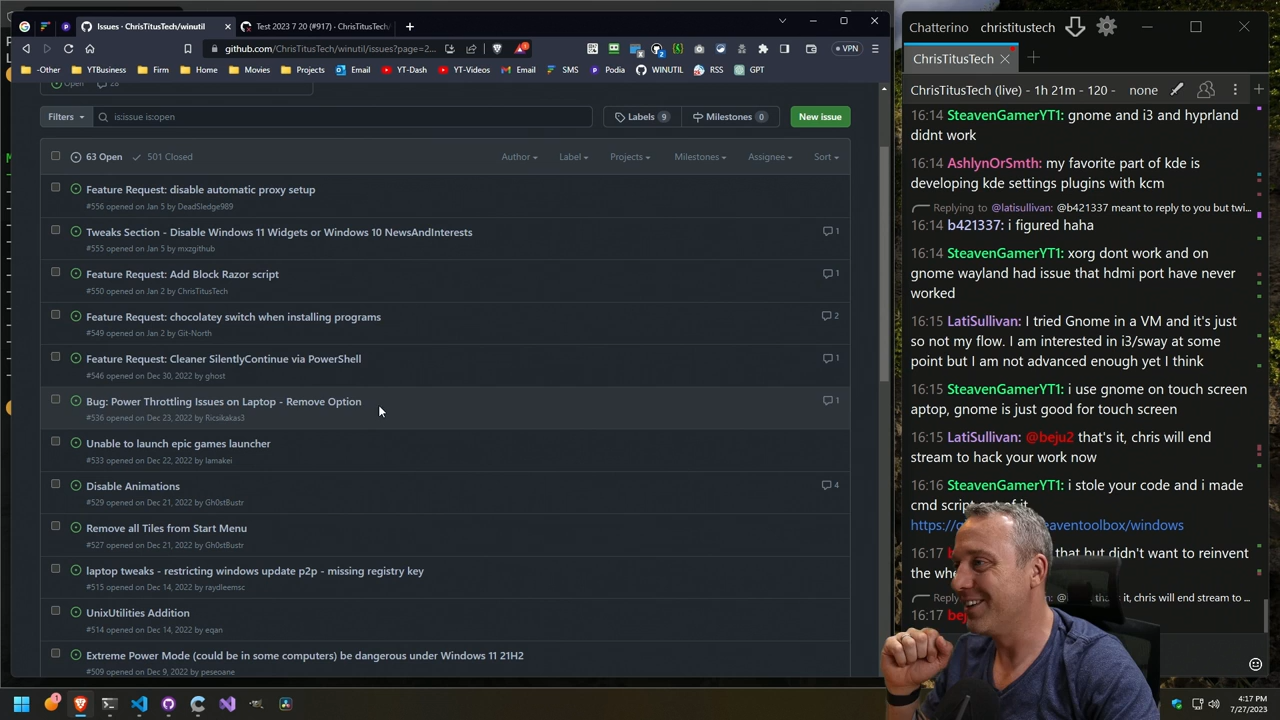 Issues · ChrisTitusTech/winutil
Test 2023 7 20 (#917) · ChrisTitusTech/
github.com/ChrisTitusTech/winutil/issues?page=2...
VPN
-Other
YTBusiness
Firm
Home
Movies
Projects
Email
YT-Dash
YT-Videos
Email
SMS
Podia
WINUTIL
RSS
GPT
Filters
is:issue is:open
Labels 9
Milestones 0
New issue
63 Open
501 Closed
Author
Label
Projects
Milestones
Assignee
Sort
Feature Request: disable automatic proxy setup
#556 opened on Jan 5 by DeadSledge989
Tweaks Section - Disable Windows 11 Widgets or Windows 10 NewsAndInterests
1
#555 opened on Jan 5 by mxzgithub
Feature Request: Add Block Razor script
1
#550 opened on Jan 2 by ChrisTitusTech
Feature Request: chocolatey switch when installing programs
2
#549 opened on Jan 2 by Git-North
Feature Request: Cleaner SilentlyContinue via PowerShell
1
#546 opened on Dec 30, 2022 by ghost
Bug: Power Throttling Issues on Laptop - Remove Option
1
#536 opened on Dec 23, 2022 by Ricsikakas3
Unable to launch epic games launcher
#533 opened on Dec 22, 2022 by lamakei
Disable Animations
4
#529 opened on Dec 21, 2022 by Gh0stBustr
Remove all Tiles from Start Menu
#527 opened on Dec 21, 2022 by Gh0stBustr
laptop tweaks - restricting windows update p2p - missing registry key
#515 opened on Dec 14, 2022 by raydleemsc
UnixUtilities Addition
#514 opened on Dec 14, 2022 by eqan
Extreme Power Mode (could be in some computers) be dangerous under Windows 11 21H2
#509 opened on Dec 9, 2022 by peseoane
Chatterino
christitustech
ChrisTitusTech
ChrisTitusTech (live) - 1h 21m - 120 -
none
16:14 SteavenGamerYT1: gnome and i3 and hyprland
didnt work
16:14 AshlynOrSmth: my favorite part of kde is
developing kde settings plugins with kcm
Replying to @latisullivan: @b421337 meant to reply to you but twi...
16:14 b421337: i figured haha
16:14 SteavenGamerYT1: xorg dont work and on
gnome wayland had issue that hdmi port have never
worked
16:15 LatiSullivan: I tried Gnome in a VM and it's just
so not my flow. I am interested in i3/sway at some
point but I am not advanced enough yet I think
16:15 SteavenGamerYT1: i use gnome on touch screen
aptop, gnome is just good for touch screen
16:15 LatiSullivan: @beju2 that's it, chris will end
stream to hack your work now
16:16 SteavenGamerYT1: i stole your code and i made
cmd script out of it
https://g eaventoolbox/windows
16:17 that but didn't want to reinvent
the whe
Reply it, chris will end stream to ...
16:17 bej
4:17 PM
7/27/2023